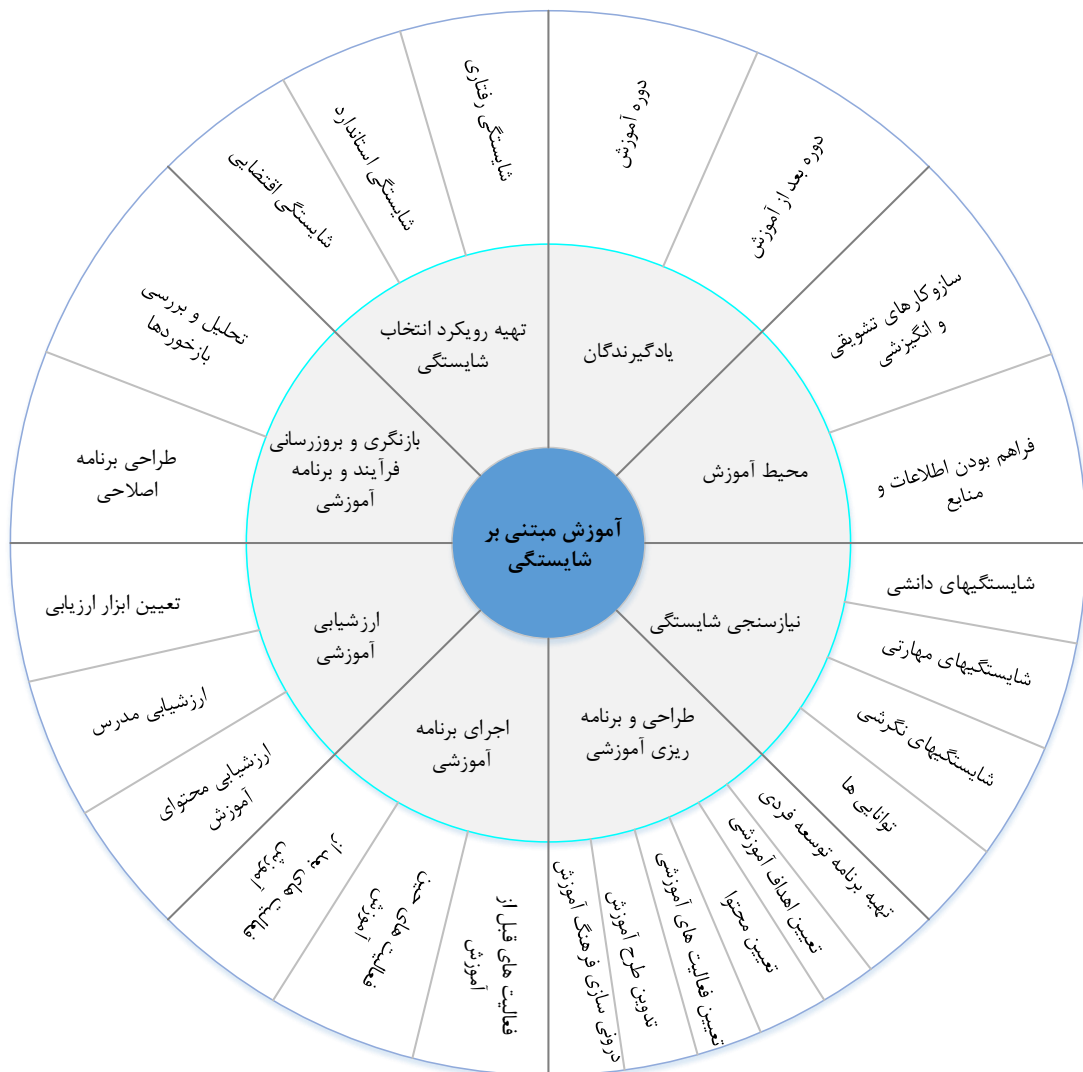 آموزش مبتنی بر
شایستگی
یادگیرندگان
دوره آموزش
دوره بعد از آموزش
محیط آموزش
سازوکارهای تشویقی
و انگیزشی
فراهم بودن اطلاعات و
منابع
نیازسنجی شایستگی
شایستگیهای دانشی
شایستگیهای مهارتی
شایستگیهای نگرشی
توانایی ها
طراحی و برنامه
ریزی آموزشی
تهیه برنامه توسعه فردی
تعیین اهداف آموزشی
تعیین محتوا
تعیین فعالیت های آموزشی
تدوین طرح آموزش
درونی سازی فرهنگ آموزش
اجرای برنامه
آموزشی
فعالیت های قبل از
آموزش
فعالیت های حین
آموزش
فعالیت های بعد از
آموزش
ارزشیابی
آموزشی
ارزشیابی محتوای
آموزش
ارزشیابی مدرس
تعیین ابزار ارزیابی
بازنگری و بروزرسانی
فرآیند و برنامه
آموزشی
طراحی برنامه
اصلاحی
تحلیل و بررسی
بازخوردها
تهیه رویکرد انتخاب
شایستگی
شایستگی اقتضایی
شایستگی استاندارد
شایستگی رفتاری